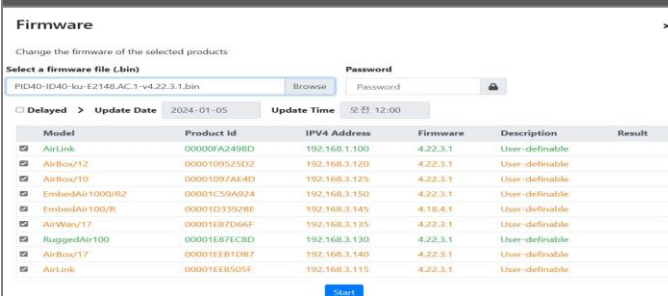 Firmware
×
Change the firmware of the selected products
Select a firmware file (.bin) Password
PID40-ID40-ku-E2148.AC.1-v4.22.3.1.bin Browse Password
Delayed > Update Date 2024-01-05 Update Time 오전 12:00
Model Product Id IPV4 Address Firmware Description Result
AirLink 00000FA2498D 192.168.1.100 4.22.3.1 User-definable
AirBox/12 0000109525D2 192.168.3.120 4.22.3.1 User-definable
AirBox/10 00001097AE4D 192.168.3.125 4.22.3.1 User-definable
EmbedAir1000/R2 00001C59A924 192.168.3.150 4.22.3.1 User-definable
EmbedAir100/R 00001D33928E 192.168.3.145 4.18.4.1 User-definable
AirWan/17 00001E87D66F 192.168.3.135 4.22.3.1 User-definable
RuggedAir100 00001E87EC8D 192.168.3.130 4.22.3.1 User-definable
AirBox/17 00001EEB1DB7 192.168.3.140 4.22.3.1 User-definable
AirLink 00001EEB505F 192.168.3.115 4.22.3.1 User-definable
Start